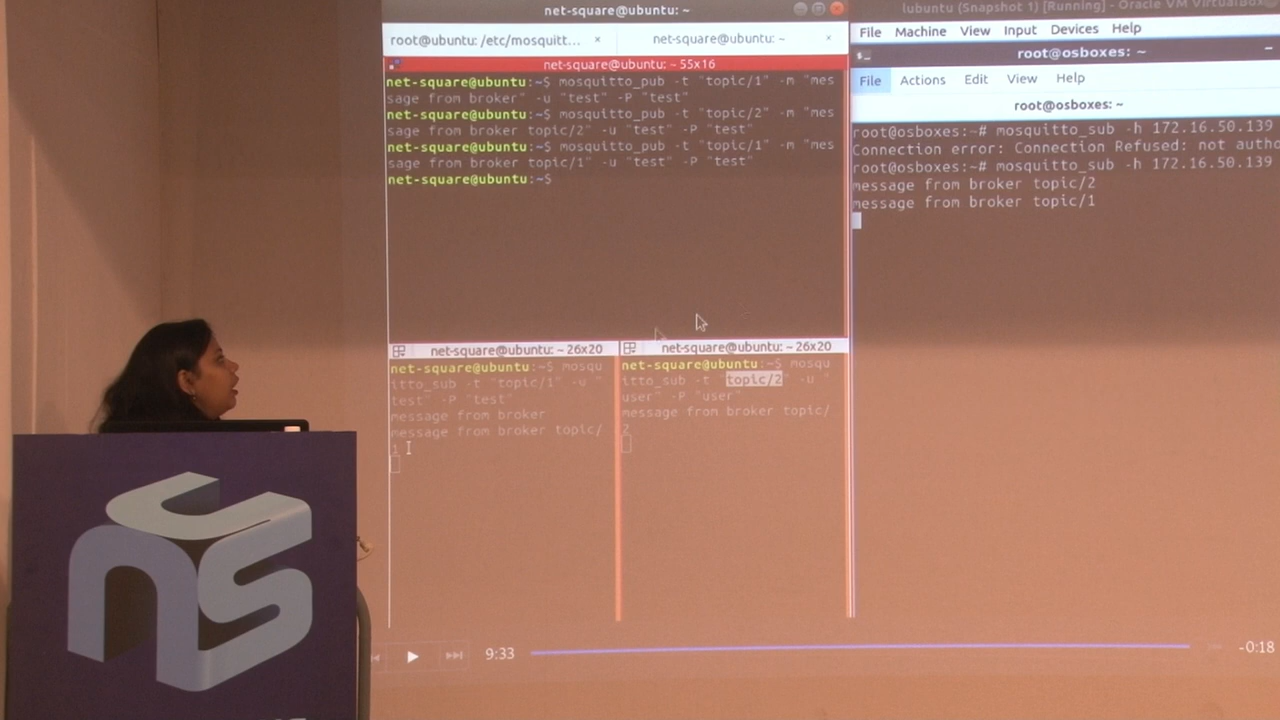 net-square@ubuntu: ~
root@ubuntu: /etc/mosquitt... ×
net-square@ubuntu: ~ ×
net-square@ubuntu: ~ 55x16
net-square@ubuntu:~$ mosquitto_pub -t "topic/1" -m "mes
sage from broker" -u "test" -P "test"
net-square@ubuntu:~$ mosquitto_pub -t "topic/2" -m "mes
sage from broker topic/2" -u "test" -P "test"
net-square@ubuntu:~$ mosquitto_pub -t "topic/1" -m "mes
sage from broker topic/1" -u "test" -P "test"
net-square@ubuntu:~$
net-square@ubuntu: ~ 26x20
net-square@ubuntu:~$ mosqu
itto_sub -t "topic/1" -u "
test" -P "test"
message from broker
message from broker topic/
1
net-square@ubuntu: ~ 26x20
net-square@ubuntu:~$ mosqu
itto_sub -t "topic/2" -u "
user" -P "user"
message from broker topic/
2
lubuntu (Snapshot 1) [Running] - Oracle VM VirtualBox
File Machine View Input Devices Help
root@osboxes: ~
File Actions Edit View Help
root@osboxes: ~
root@osboxes:~# mosquitto_sub -h 172.16.50.139
Connection error: Connection Refused: not autho
root@osboxes:~# mosquitto_sub -h 172.16.50.139
message from broker topic/2
message from broker topic/1
9:33
-0:18
nus